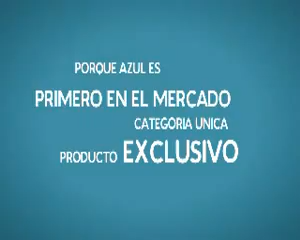 PORQUE AZUL ES
PRIMERO EN EL MERCADO
CATEGORIA UNICA
PRODUCTO EXCLUSIVO